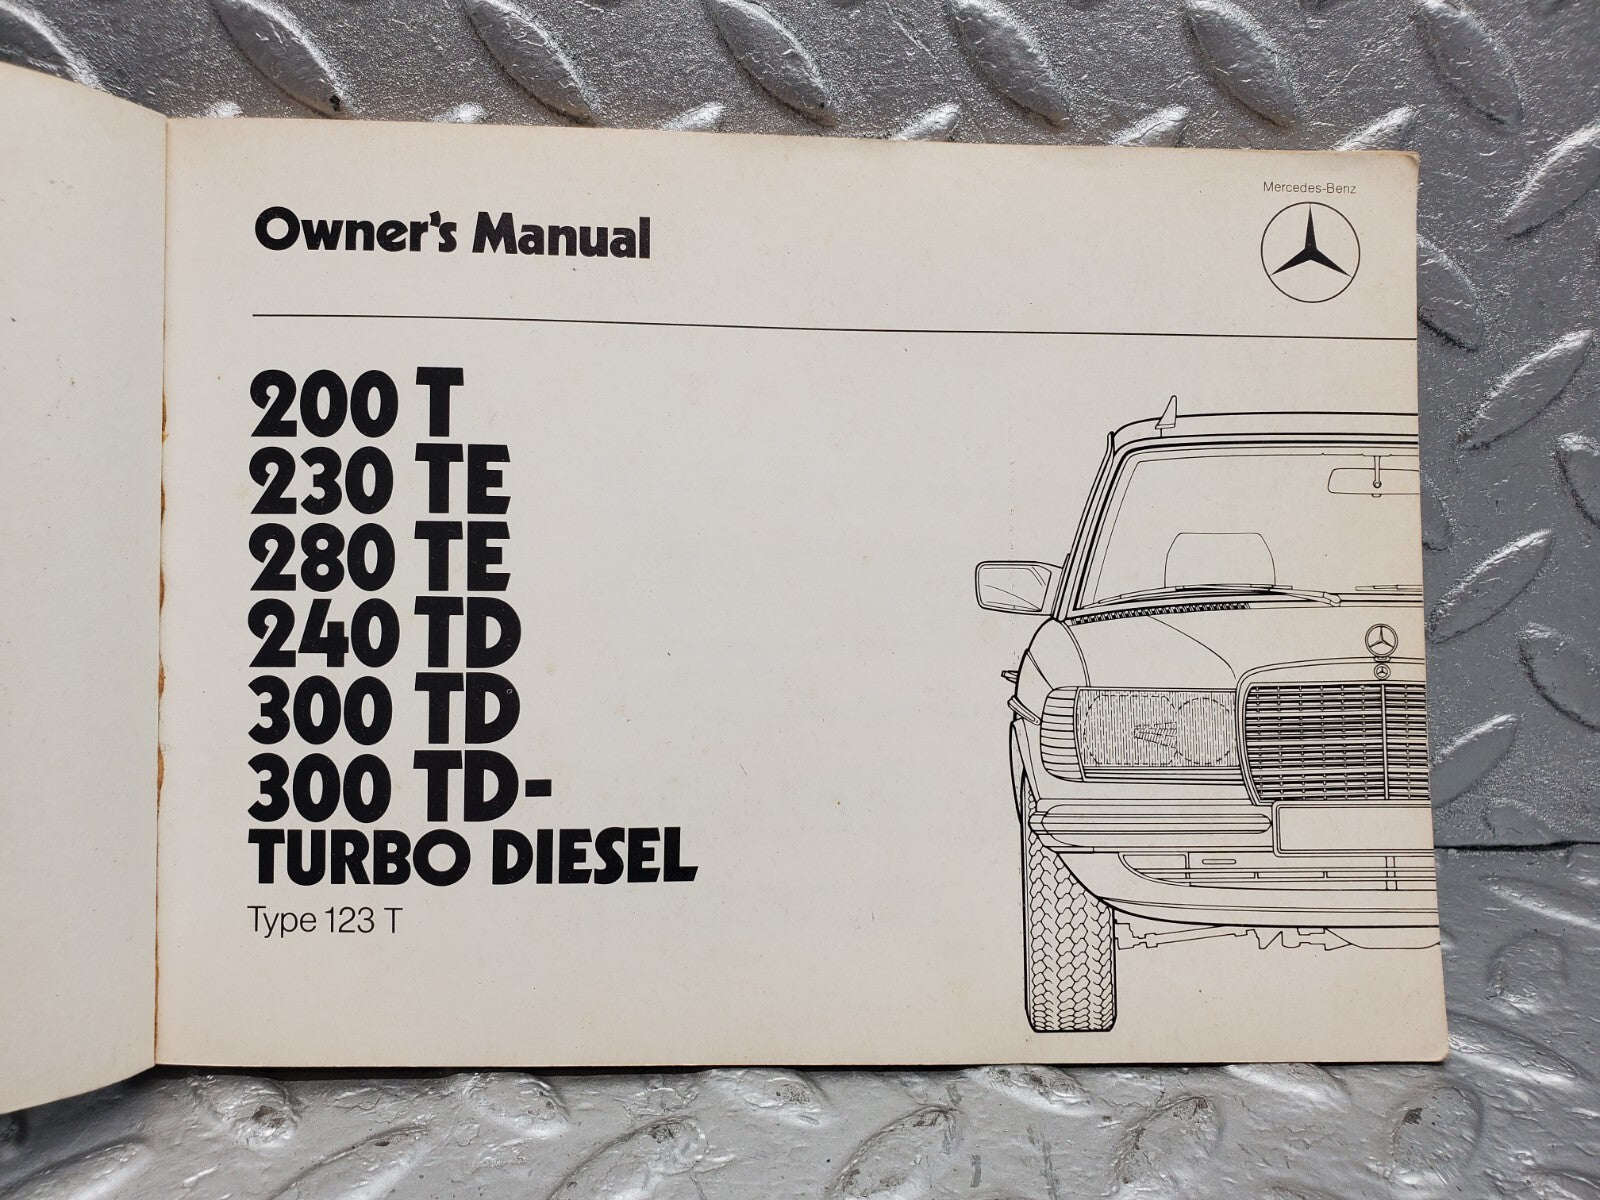 Mercedes-Benz
Owner's Manual
200 T
230 TE
280 TE
240 TD
300 TD
300 TD-
TURBO DIESEL
Type 123 T